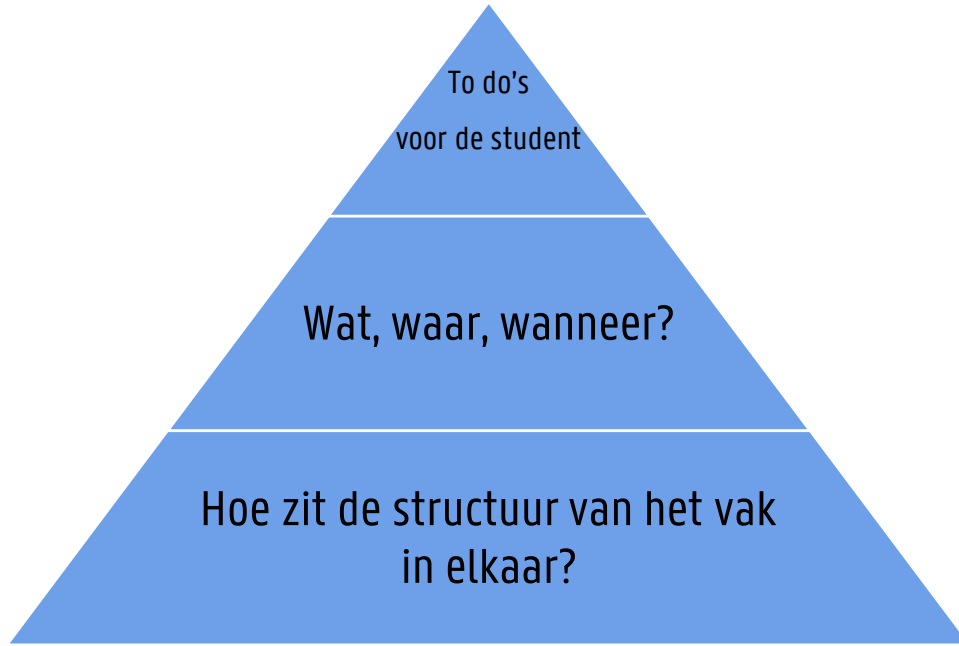 To do's
voor de student
Wat, waar, wanneer?
Hoe zit de structuur van het vak
in elkaar?